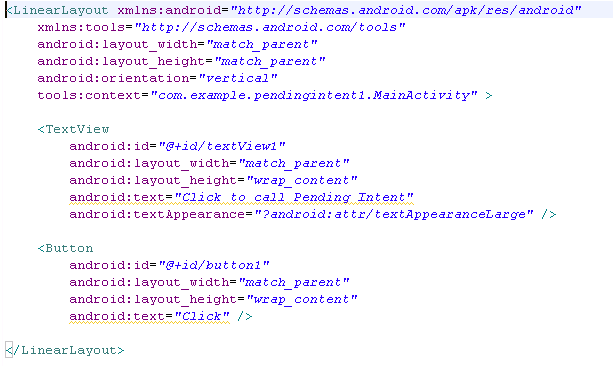 <LinearLayout xmlns:android="http://schemas.android.com/apk/res/android"
    xmlns:tools="http://schemas.android.com/tools"
    android:layout_width="match_parent"
    android:layout_height="match_parent"
    android:orientation="vertical"
    tools:context="com.example.pendingintent1.MainActivity" >

    <TextView
        android:id="@+id/textView1"
        android:layout_width="match_parent"
        android:layout_height="wrap_content"
        android:text="Click to call Pending Intent"
        android:textAppearance="?android:attr/textAppearanceLarge" />

    <Button
        android:id="@+id/button1"
        android:layout_width="match_parent"
        android:layout_height="wrap_content"
        android:text="Click" />

</LinearLayout>